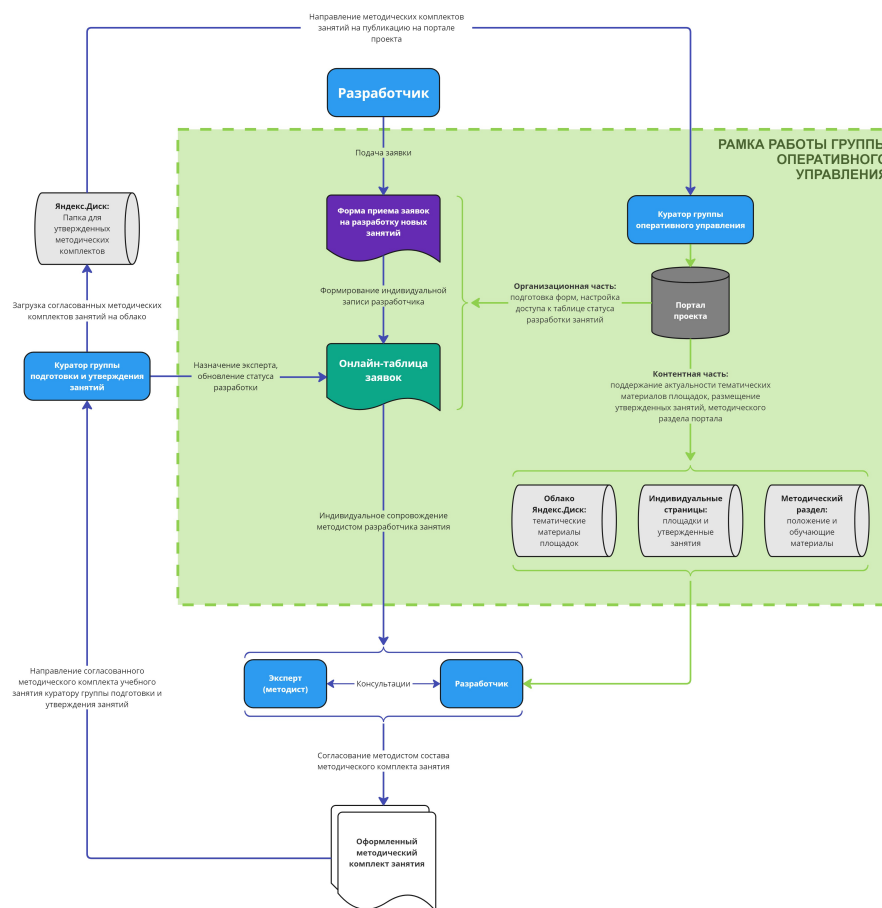 Направление методических комплектов
занятий на публикацию на портале
проекта
Разработчик
РАМКА РАБОТЫ ГРУППЫ
ОПЕРАТИВНОГО
УПРАВЛЕНИЯ
Подача заявки
Яндекс.Диск:
Папка для
утвержденных
методических
комплектов
Форма приема заявок
на разработку новых
занятий
Куратор группы
оперативного управления
Загрузка согласованных методических
комплектов занятий на облако
Формирование индивидуальной
записи разработчика
Организационная часть:
подготовка форм, настройка
доступа к таблице статуса
разработки занятий
Портал
проекта
Куратор группы
подготовки и утверждения
занятий
Назначение эксперта,
обновление статуса
разработки
Онлайн-таблица
заявок
Контентная часть:
поддержание актуальности тематических
материалов площадок, размещение
утвержденных занятий, методического
раздела портала
Индивидуальное сопровождение
методистом разработчика занятия
Облако
Яндекс.Диск:
тематические
материалы
площадок
Индивидуальные
страницы:
площадки и
утвержденные
занятия
Методический
раздел:
положение и
обучающие
материалы
Направление согласованного
методического комплекта учебного
занятия куратору группы подготовки и
утверждения занятий
Эксперт
(методист)
Консультации
Разработчик
Согласование методистом состава
методического комплекта занятия
Оформленный
методический
комплект занятия